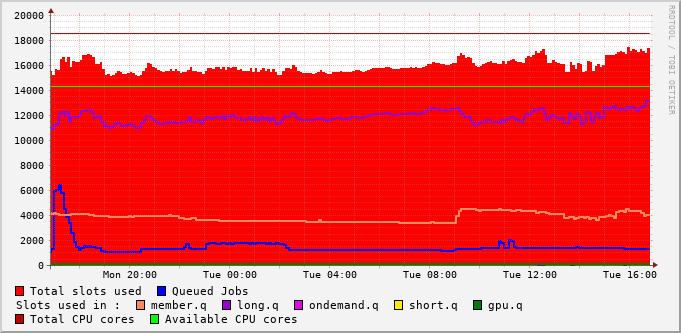 20000
18000
16000
14000
12000
10000
8000
6000
4000
2000
0
Mon 20:00 Tue 00:00 Tue 04:00 Tue 08:00 Tue 12:00 Tue 16:00
RRDTOOL / TOBI OETIKER
Total slots used Queued Jobs
Slots used in : member.q long.q ondemand.q short.q gpu.q
Total CPU cores Available CPU cores